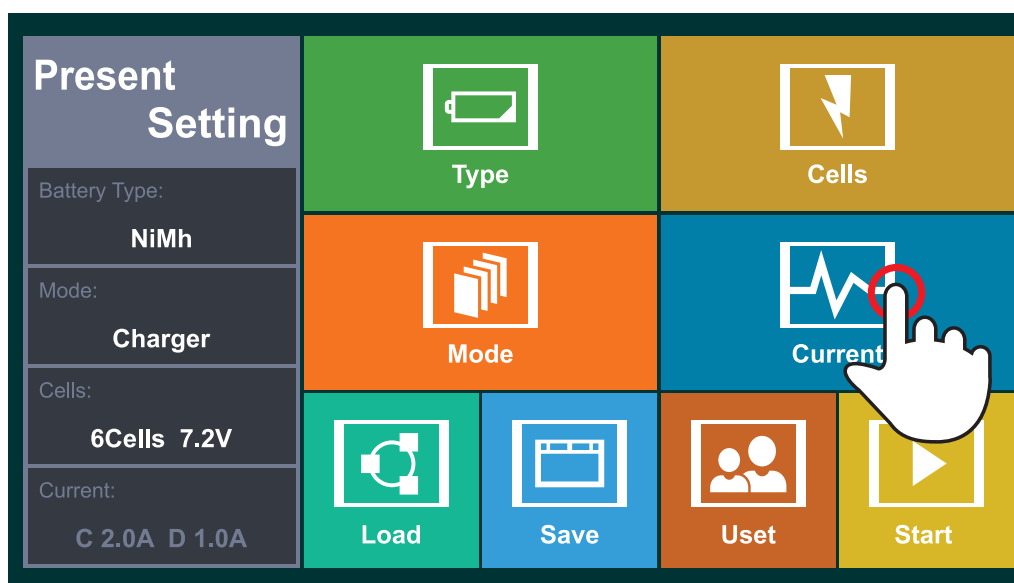 Present
Setting
Battery Type:
NiMh
Mode:
Charger
Cells:
6Cells 7.2V
Current:
C 2.0A D 1.0A
Type
Cells
Mode
Current
Load
Save
Uset
Start